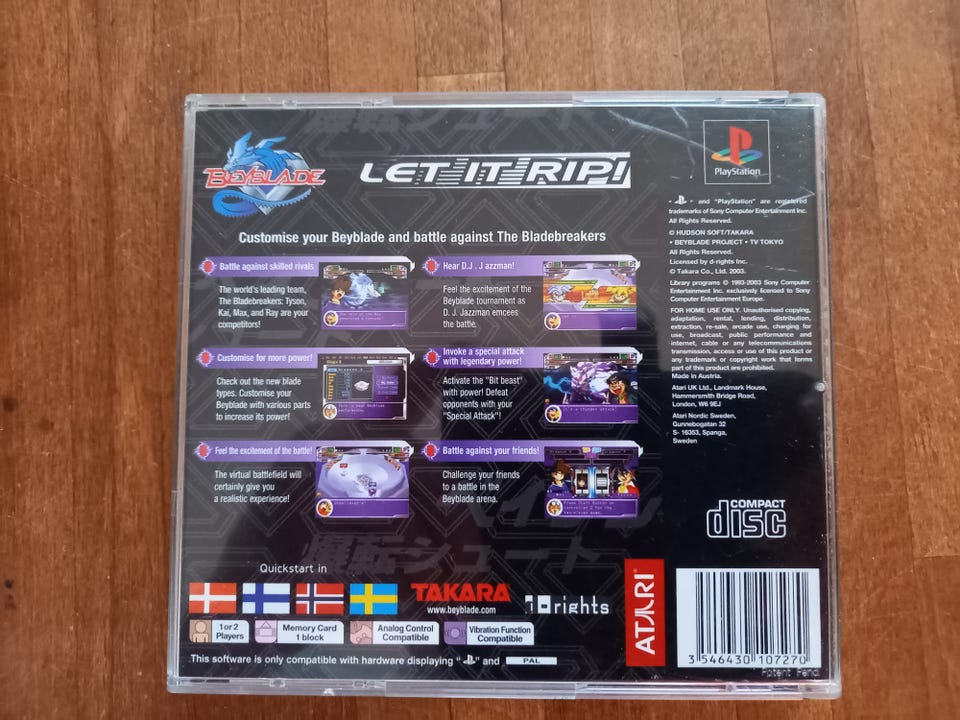 BEYBLADE
LET IT RIP!
PlayStation
Customise your Beyblade and battle against The Bladebreakers
Battle against skilled rivals
The world's leading team,
The Bladebreakers: Tyson,
Kai, Max, and Ray are your
competitors!
Hear D.J . J azzman!
Feel the excitement of the
Beyblade tournament as
D. J. Jazzman emcees
the battle.
Customise for more power!
Check out the new blade
types. Customise your
Beyblade with various parts
to increase its power!
Invoke a special attack
with legendary power!
Activate the "Bit beast"
with power! Defeat
opponents with your
"Special Attack"!
Feel the excitement of the battle!
The virtual battlefield will
certainly give you
a realistic experience!
Battle against your friends!
Challenge your friends
to a battle in the
Beyblade arena.
" " and "PlayStation" are registered
trademarks of Sony Computer Entertainment Inc.
All Rights Reserved.
© HUDSON SOFT/TAKARA
• BEYBLADE PROJECT • TV TOKYO
All Rights Reserved.
Licensed by d-rights Inc.
© Takara Co., Ltd. 2003.
Library programs © 1993-2003 Sony Computer
Entertainment Inc. exclusively licensed to Sony
Computer Entertainment Europe.
FOR HOME USE ONLY. Unauthorised copying,
adaptation, rental, lending, distribution,
extraction, re-sale, arcade use, charging for
use, broadcast, public performance and
internet, cable or any telecommunications
transmission, access or use of this product or
any trademark or copyright work that forms
part of this product are prohibited.
Made in Austria.
Atari UK Ltd., Landmark House,
Hammersmith Bridge Road,
London, W6 9EJ
Atari Nordic Sweden,
Gunnebogatan 32
S- 16353, Spanga,
Sweden
COMPACT
disc
爆転シュート
Quickstart in
TAKARA
www.beyblade.com
rights
ATARI
1 or 2
Players
Memory Card
1 block
Analog Control
Compatible
Vibration Function
Compatible
This software is only compatible with hardware displaying " " and PAL
3 546430 107270
Patent Pend.